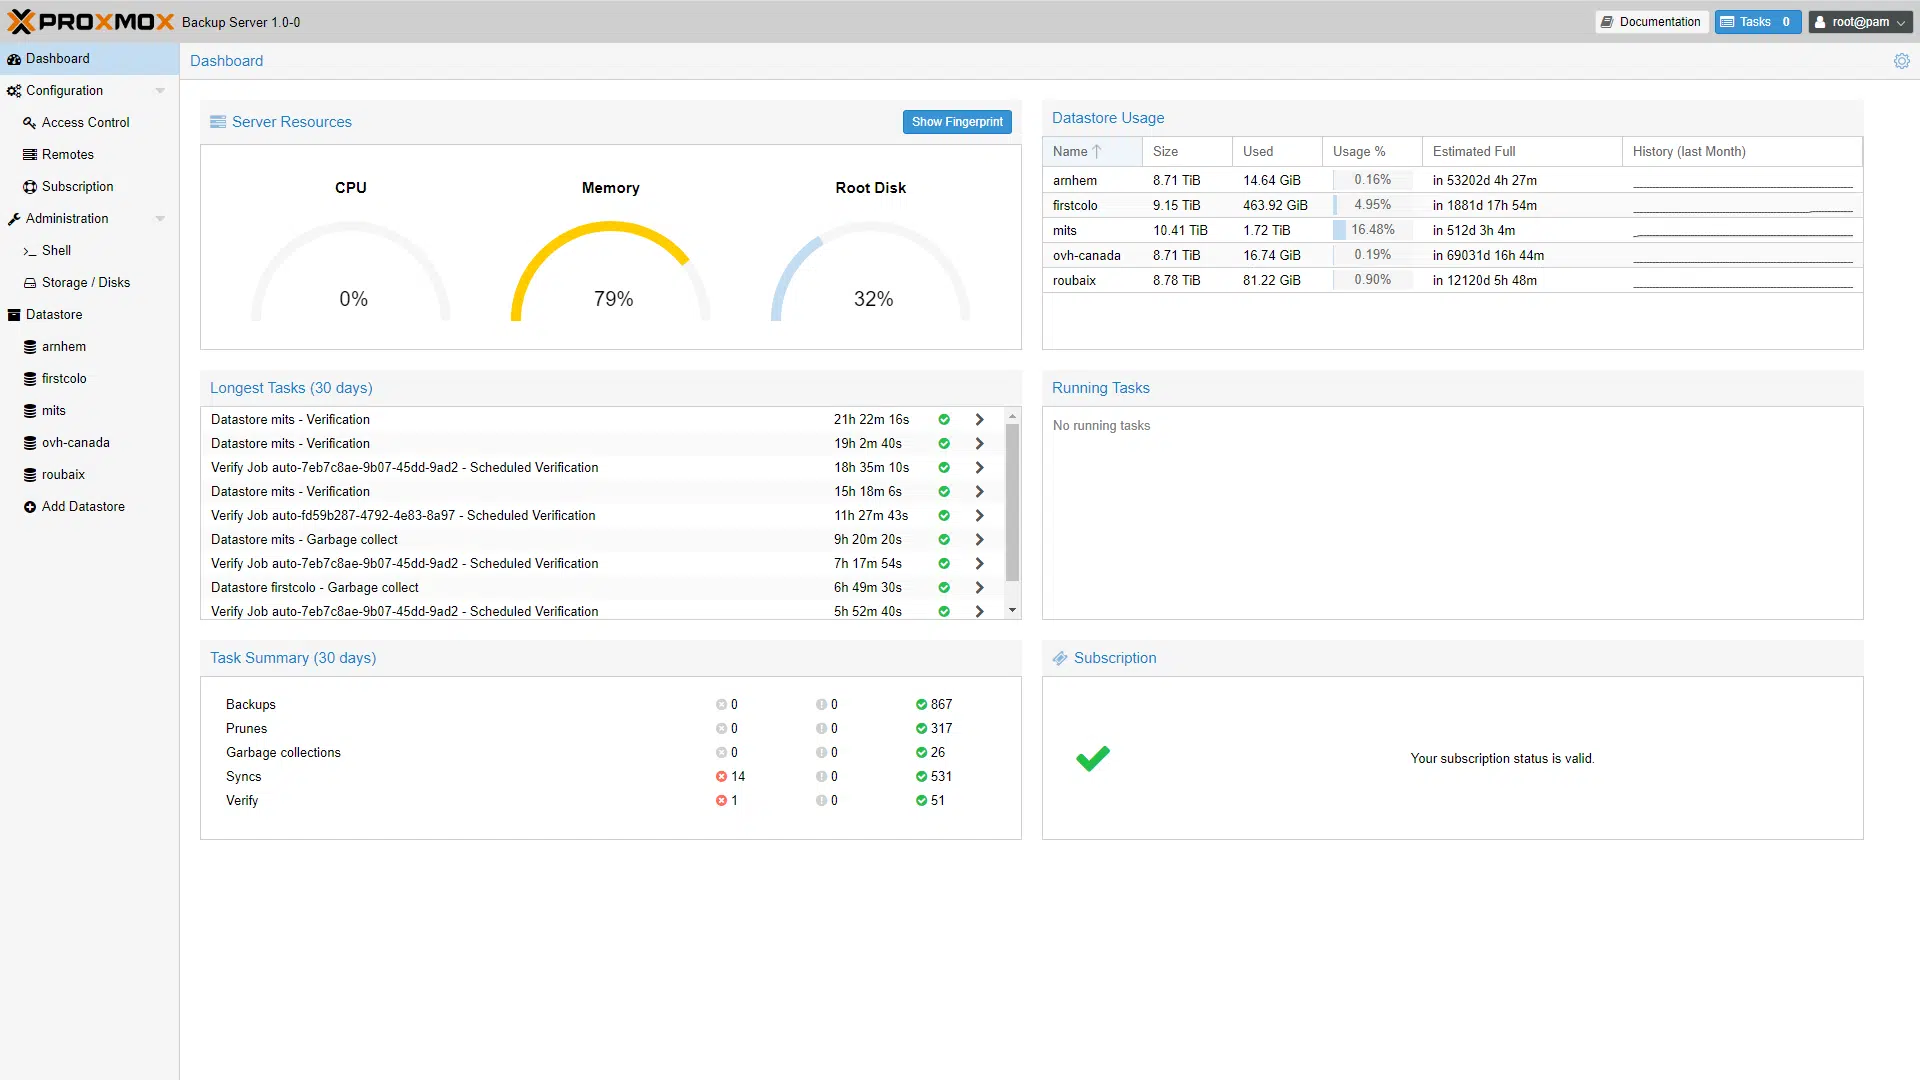 PROXMOX Backup Server 1.0-0
Documentation
Tasks 0
root@pam
Dashboard
Configuration
Access Control
Remotes
Subscription
Administration
Shell
Storage / Disks
Datastore
arnhem
firstcolo
mits
ovh-canada
roubaix
Add Datastore
Dashboard
Server Resources
Show Fingerprint
CPU Memory Root Disk
0% 79% 32%
Datastore Usage
Name Size Used Usage % Estimated Full History (last Month)
arnhem 8.71 TiB 14.64 GiB 0.16% in 53202d 4h 27m
firstcolo 9.15 TiB 463.92 GiB 4.95% in 1881d 17h 54m
mits 10.41 TiB 1.72 TiB 16.48% in 512d 3h 4m
ovh-canada 8.71 TiB 16.74 GiB 0.19% in 69031d 16h 44m
roubaix 8.78 TiB 81.22 GiB 0.90% in 12120d 5h 48m
Longest Tasks (30 days)
Datastore mits - Verification 21h 22m 16s
Datastore mits - Verification 19h 2m 40s
Verify Job auto-7eb7c8ae-9b07-45dd-9ad2 - Scheduled Verification 18h 35m 10s
Datastore mits - Verification 15h 18m 6s
Verify Job auto-fd59b287-4792-4e83-8a97 - Scheduled Verification 11h 27m 43s
Datastore mits - Garbage collect 9h 20m 20s
Verify Job auto-7eb7c8ae-9b07-45dd-9ad2 - Scheduled Verification 7h 17m 54s
Datastore firstcolo - Garbage collect 6h 49m 30s
Verify Job auto-7eb7c8ae-9b07-45dd-9ad2 - Scheduled Verification 5h 52m 40s
Running Tasks
No running tasks
Task Summary (30 days)
Backups 0 0 867
Prunes 0 0 317
Garbage collections 0 0 26
Syncs 14 0 531
Verify 1 0 51
Subscription
Your subscription status is valid.